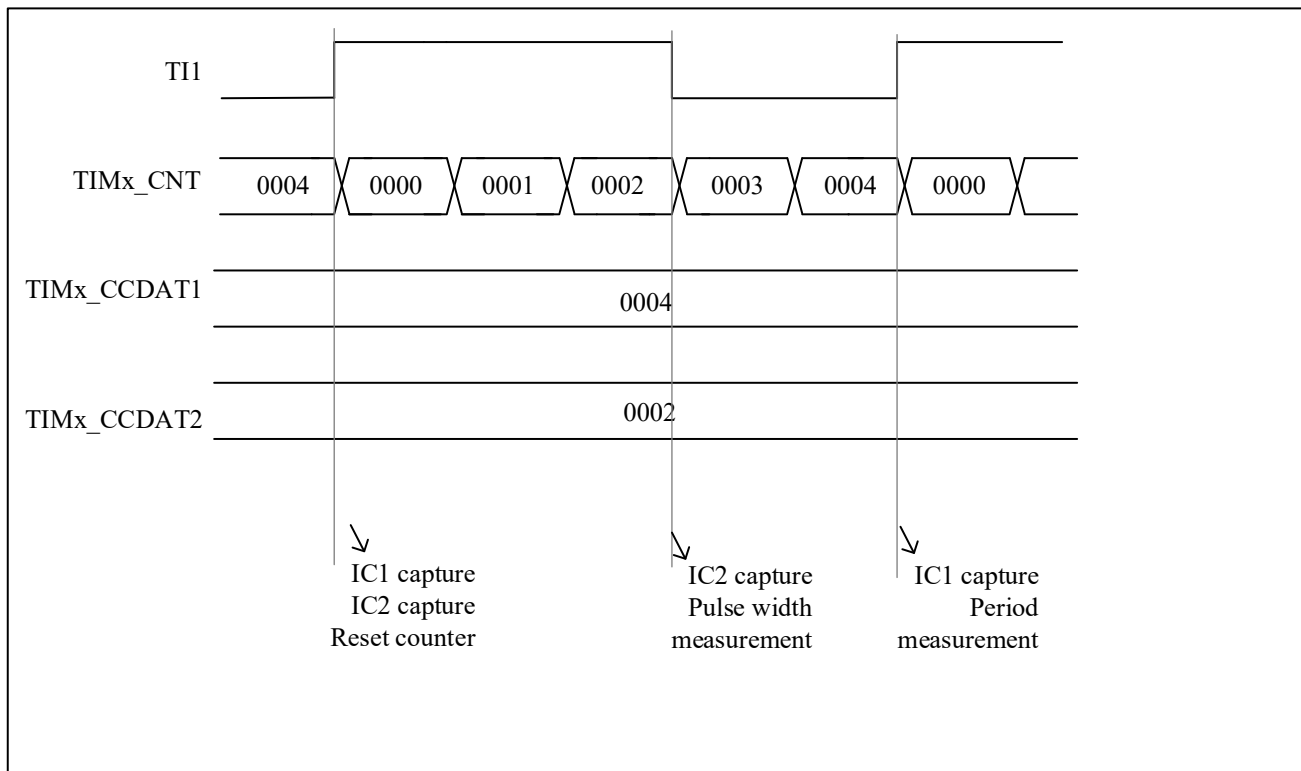 TI1
TIMx_CNT
0004
0000
0001
0002
0003
0004
0000
TIMx_CCDAT1
0004
TIMx_CCDAT2
0002
IC1 capture
IC2 capture
Reset counter
IC2 capture
Pulse width
measurement
IC1 capture
Period
measurement